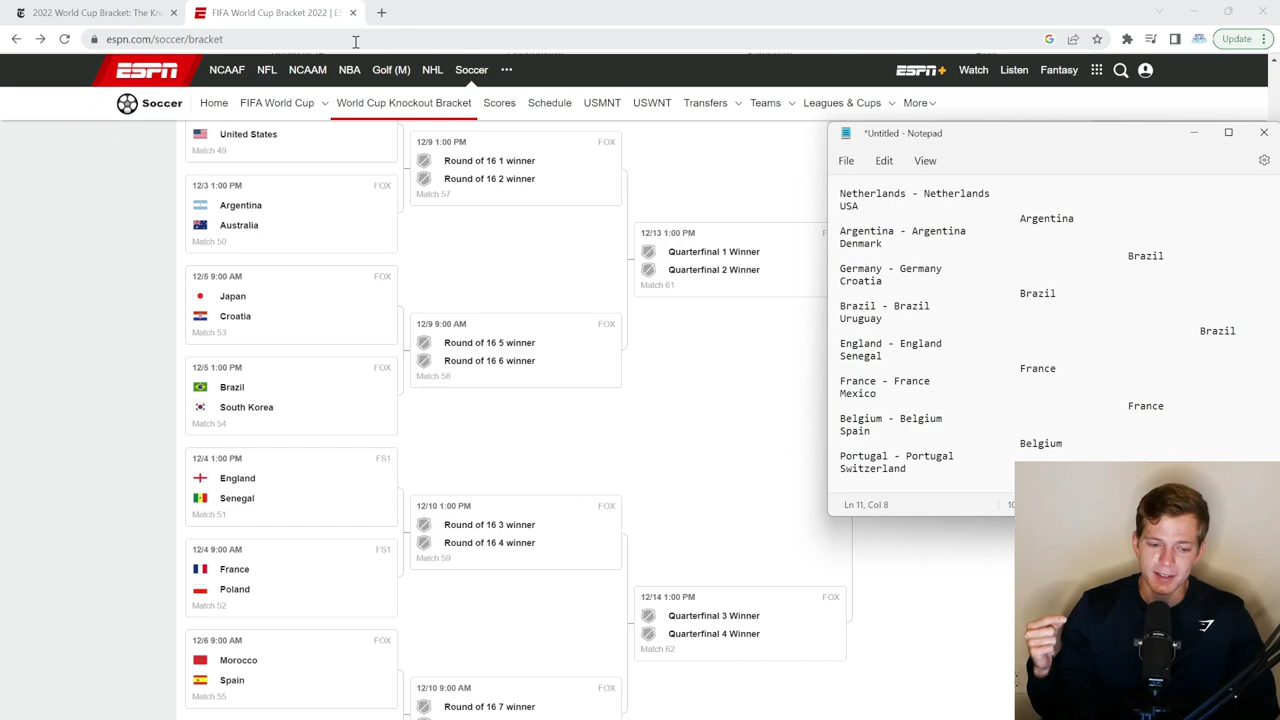 2022 World Cup Bracket: The Kn
FIFA World Cup Bracket 2022 | ES
espn.com/soccer/bracket
Update
ESPN
NCAAF NFL NCAAM NBA Golf (M) NHL Soccer
ESPN+ Watch Listen Fantasy
Soccer Home FIFA World Cup World Cup Knockout Bracket Scores Schedule USMNT USWNT Transfers Teams Leagues & Cups More
United States
Match 49
12/3 1:00 PM FOX
Argentina
Australia
Match 50
12/5 9:00 AM FOX
Japan
Croatia
Match 53
12/5 1:00 PM FOX
Brazil
South Korea
Match 54
12/4 1:00 PM FS1
England
Senegal
Match 51
12/4 9:00 AM FS1
France
Poland
Match 52
12/6 9:00 AM FOX
Morocco
Spain
Match 55
12/9 1:00 PM FOX
Round of 16 1 winner
Round of 16 2 winner
Match 57
12/9 9:00 AM FOX
Round of 16 5 winner
Round of 16 6 winner
Match 58
12/10 1:00 PM FOX
Round of 16 3 winner
Round of 16 4 winner
Match 59
12/10 9:00 AM FOX
Round of 16 7 winner
12/13 1:00 PM F
Quarterfinal 1 Winner
Quarterfinal 2 Winner
Match 61
12/14 1:00 PM FOX
Quarterfinal 3 Winner
Quarterfinal 4 Winner
Match 62
*Untitled - Notepad
File Edit View
Netherlands - Netherlands
USA
Argentina
Argentina - Argentina
Denmark
Brazil
Germany - Germany
Croatia
Brazil
Brazil - Brazil
Uruguay
Brazil
England - England
Senegal
France
France - France
Mexico
France
Belgium - Belgium
Spain
Belgium
Portugal - Portugal
Switzerland
Ln 11, Col 8
10